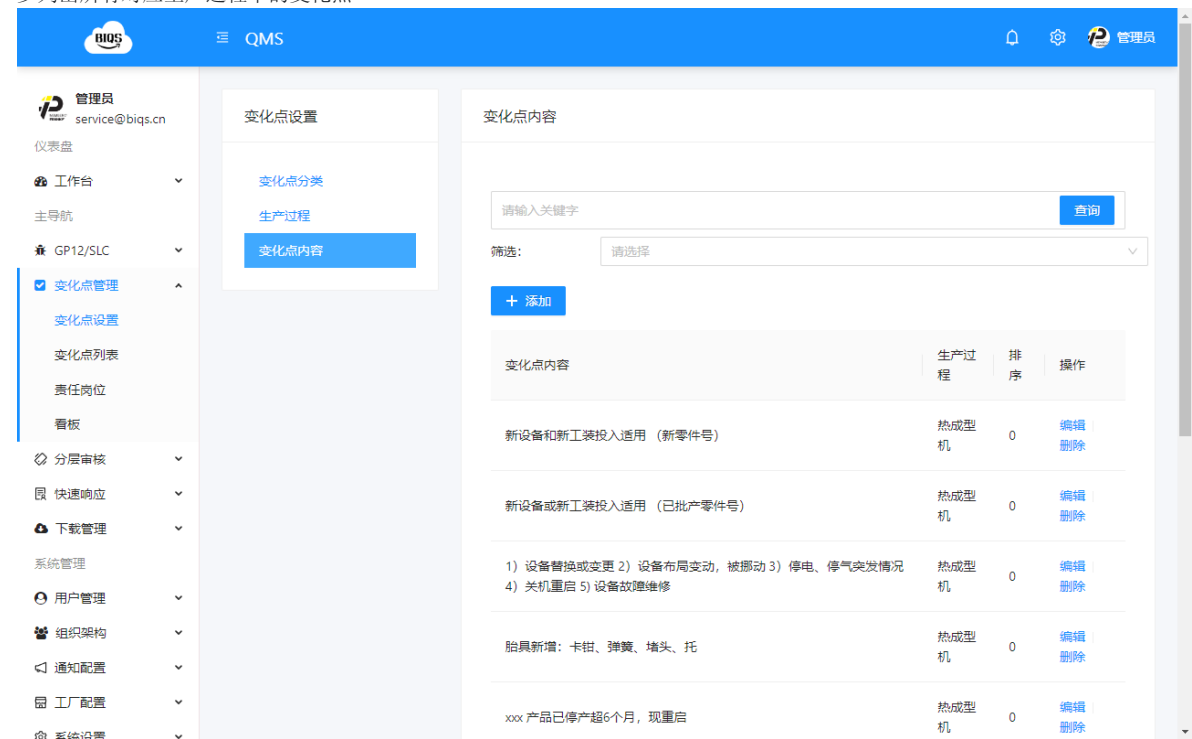 BIQS
QMS
管理员
管理员
service@biqs.cn
仪表盘
工作台
主导航
GP12/SLC
变化点管理
变化点设置
变化点列表
责任岗位
看板
分层审核
快速响应
下载管理
系统管理
用户管理
组织架构
通知配置
工厂配置
系统设置
变化点设置
变化点分类
生产过程
变化点内容
变化点内容
请输入关键字
查询
筛选:
请选择
+ 添加
变化点内容
生产过
程
排
序
操作
新设备和新工装投入适用 （新零件号）
热成型
机
0
编辑
删除
新设备或新工装投入适用 （已批产零件号）
热成型
机
0
编辑
删除
1）设备替换或变更 2）设备布局变动，被挪动 3）停电、停气突发情况
4）关机重启 5) 设备故障维修
热成型
机
0
编辑
删除
胎具新增：卡钳、弹簧、堵头、托
热成型
机
0
编辑
删除
xxx 产品已停产超6个月，现重启
热成型
机
0
编辑
删除